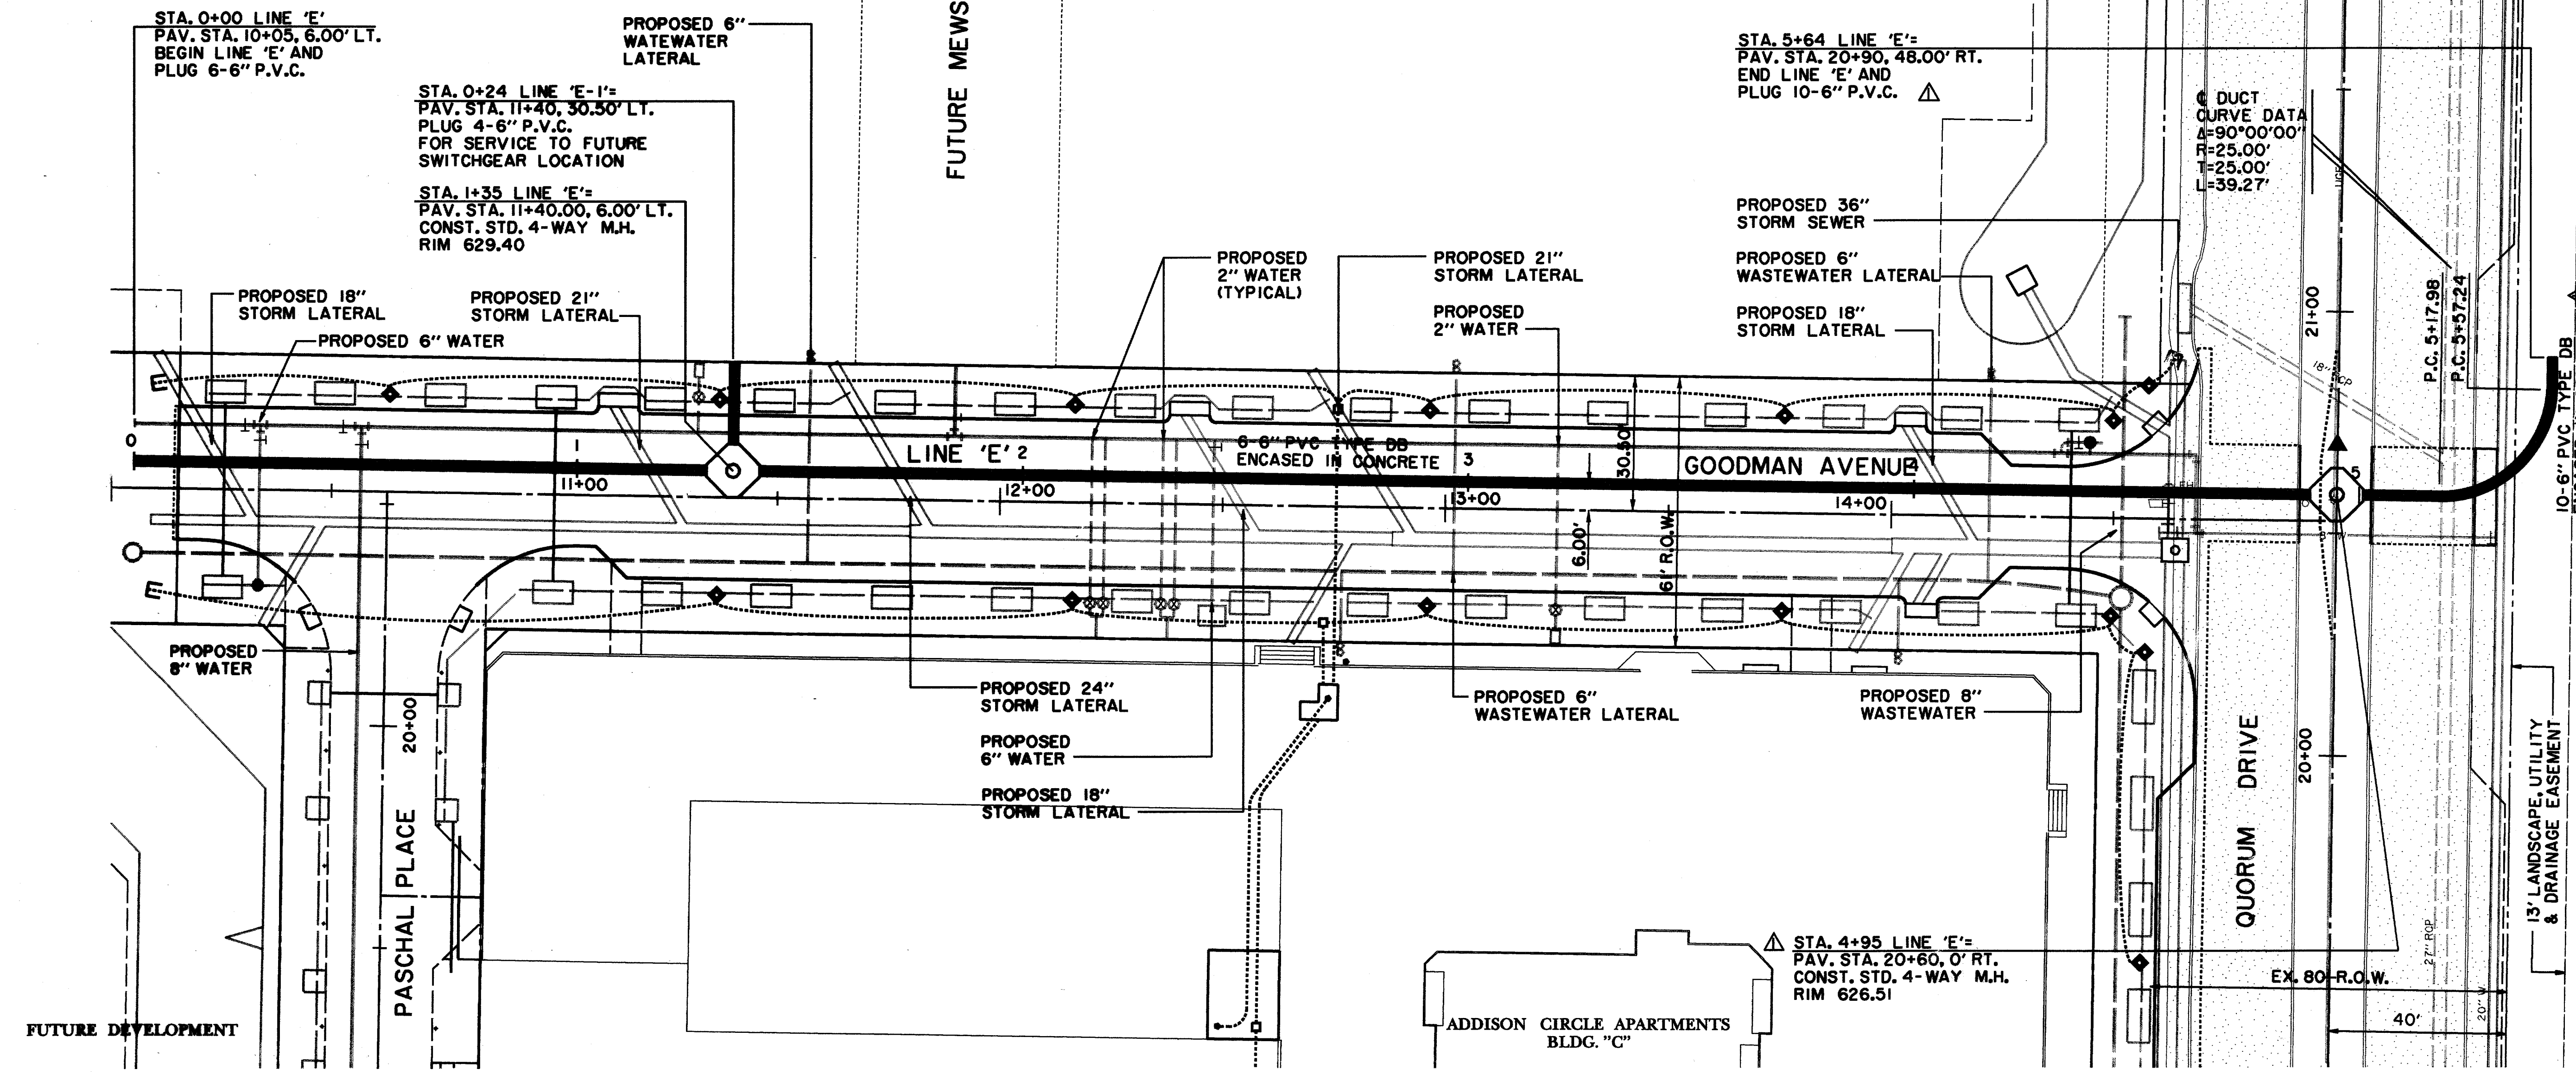 STA. 0+00 LINE 'E'
PAV. STA. 10+05, 6.00' LT.
BEGIN LINE 'E' AND
PLUG 6-6" P.V.C.
PROPOSED 6"
WATEWATER
LATERAL
STA. 0+24 LINE 'E-1'=
PAV. STA. 11+40, 30.50' LT.
PLUG 4-6" P.V.C.
FOR SERVICE TO FUTURE
SWITCHGEAR LOCATION
STA. 1+35 LINE 'E'=
PAV. STA. 11+40.00, 6.00' LT.
CONST. STD. 4-WAY M.H.
RIM 629.40
FUTURE MEWS
STA. 5+64 LINE 'E'=
PAV. STA. 20+90, 48.00' RT.
END LINE 'E' AND
PLUG 10-6" P.V.C.
1
℄ DUCT
CURVE DATA
Δ=90°00'00"
R=25.00'
T=25.00'
L=39.27'
UGE
PROPOSED 36"
STORM SEWER
PROPOSED 6"
WASTEWATER LATERAL
PROPOSED 18"
STORM LATERAL
PROPOSED
2" WATER
(TYPICAL)
PROPOSED 21"
STORM LATERAL
PROPOSED
2" WATER
PROPOSED 18"
STORM LATERAL
PROPOSED 21"
STORM LATERAL
PROPOSED 6" WATER
P.C. 5+17.98
P.C. 5+57.24
21+00
18" RCP
10-6" PVC TYPE DB
E
0
LINE 'E' 2
6-6" PVC TYPE DB
ENCASED IN CONCRETE 3
30.50'
GOODMAN AVENUE
4
5
11+00
12+00
13+00
14+00
6.00'
61' R.O.W.
E
PROPOSED
8" WATER
PROPOSED 24"
STORM LATERAL
PROPOSED
6" WATER
PROPOSED 18"
STORM LATERAL
PROPOSED 6"
WASTEWATER LATERAL
PROPOSED 8"
WASTEWATER
20+00
PASCHAL PLACE
QUORUM DRIVE
20+00
13' LANDSCAPE, UTILITY
& DRAINAGE EASEMENT
1
STA. 4+95 LINE 'E'=
PAV. STA. 20+60, 0' RT.
CONST. STD. 4-WAY M.H.
RIM 626.51
27" RCP
EX. 80' R.O.W.
20" W
40'
FUTURE DEVELOPMENT
ADDISON CIRCLE APARTMENTS
BLDG. "C"